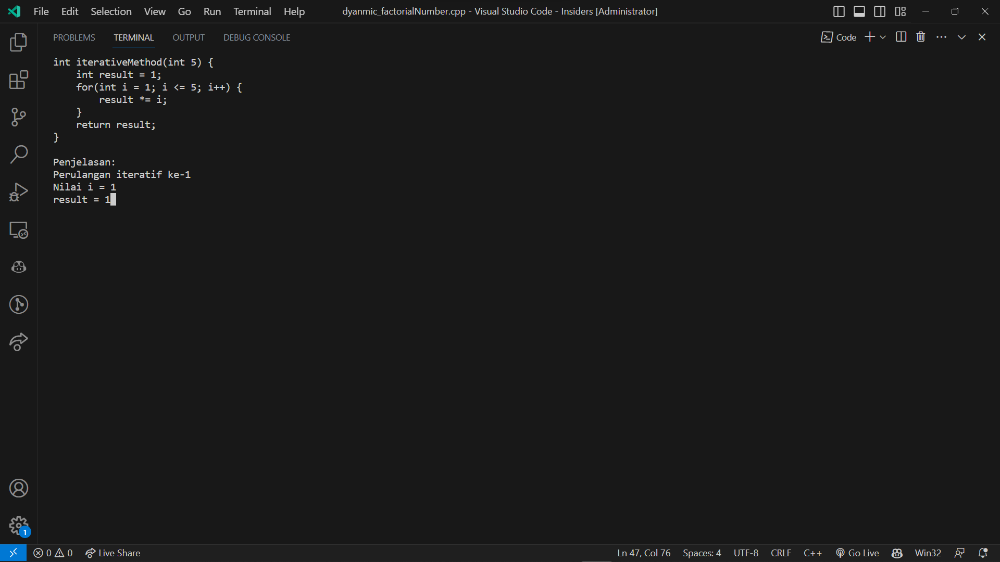 File Edit Selection View Go Run Terminal Help dyanmic_factorialNumber.cpp - Visual Studio Code - Insiders [Administrator]
PROBLEMS TERMINAL OUTPUT DEBUG CONSOLE Code
int iterativeMethod(int 5) {
    int result = 1;
    for(int i = 1; i <= 5; i++) {
        result *= i;
    }
    return result;
}
Penjelasan:
Perulangan iteratif ke-1
Nilai i = 1
result = 1
1
0 0 Live Share Ln 47, Col 76 Spaces: 4 UTF-8 CRLF C++ Go Live Win32